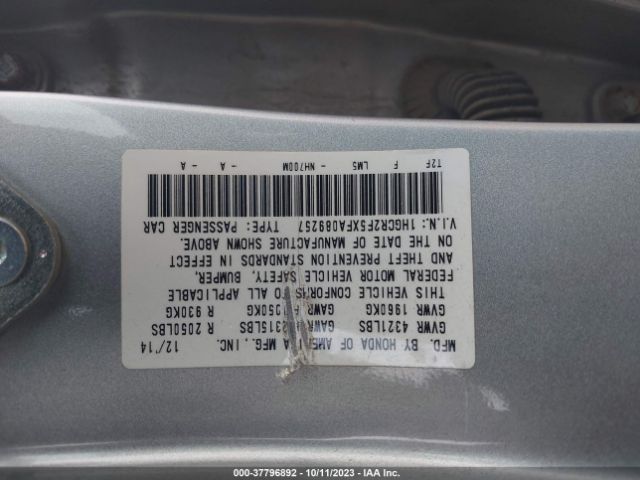 MFD. BY HONDA OF AMERICA MFG., INC. 12/'14
GVWR 4321LBS GAWR 2315LBS R 2050LBS
GVWR 1960KG GAWR 1050KG R 930KG
THIS VEHICLE CONFORMS TO ALL APPLICABLE
FEDERAL MOTOR VEHICLE SAFETY, BUMPER,
AND THEFT PREVENTION STANDARDS IN EFFECT
ON THE DATE OF MANUFACTURE SHOWN ABOVE.
V.I.N.: 1HGCR2F5XFA089257 TYPE: PASSENGER CAR
T2F F LM5 - NH700M - A - A
000-37796892 - 10/11/2023 - IAA Inc.